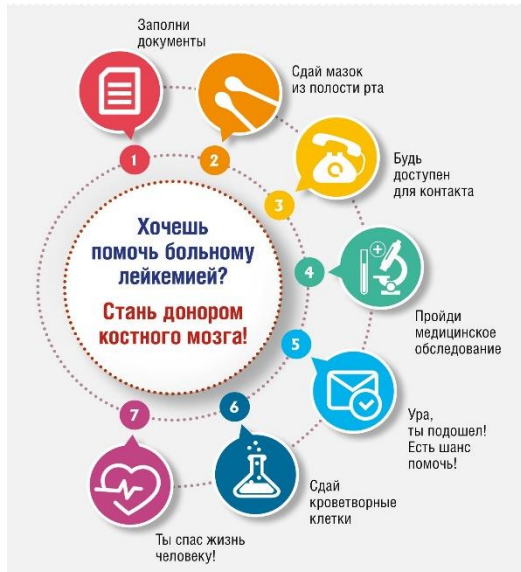 Хочешь
помочь больному
лейкемией?
Стань донором
костного мозга!
1
Заполни
документы
2
Сдай мазок
из полости рта
3
Будь
доступен
для контакта
4
Пройди
медицинское
обследование
5
Ура,
ты подошел!
Есть шанс
помочь!
6
Сдай
кроветворные
клетки
7
Ты спас жизнь
человеку!